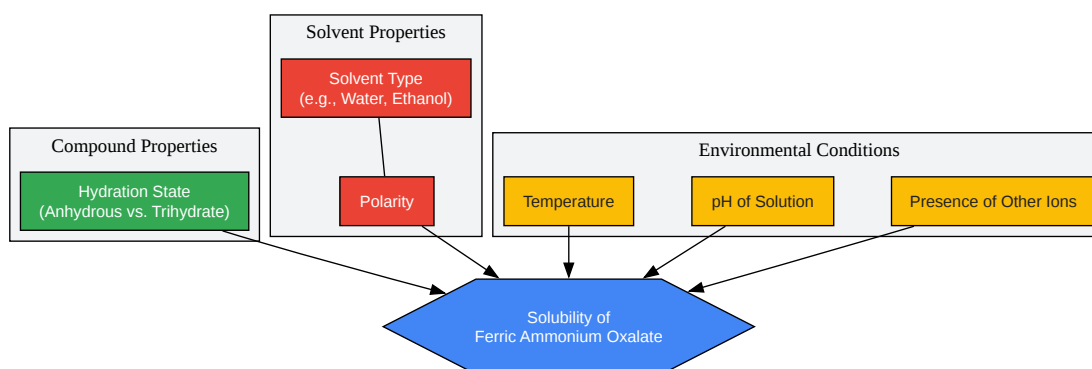 Solvent Properties
Solvent Type
(e.g., Water, Ethanol)
Compound Properties
Environmental Conditions
Hydration State
(Anhydrous vs. Trihydrate)
Polarity
Temperature
pH of Solution
Presence of Other Ions
Solubility of
Ferric Ammonium Oxalate